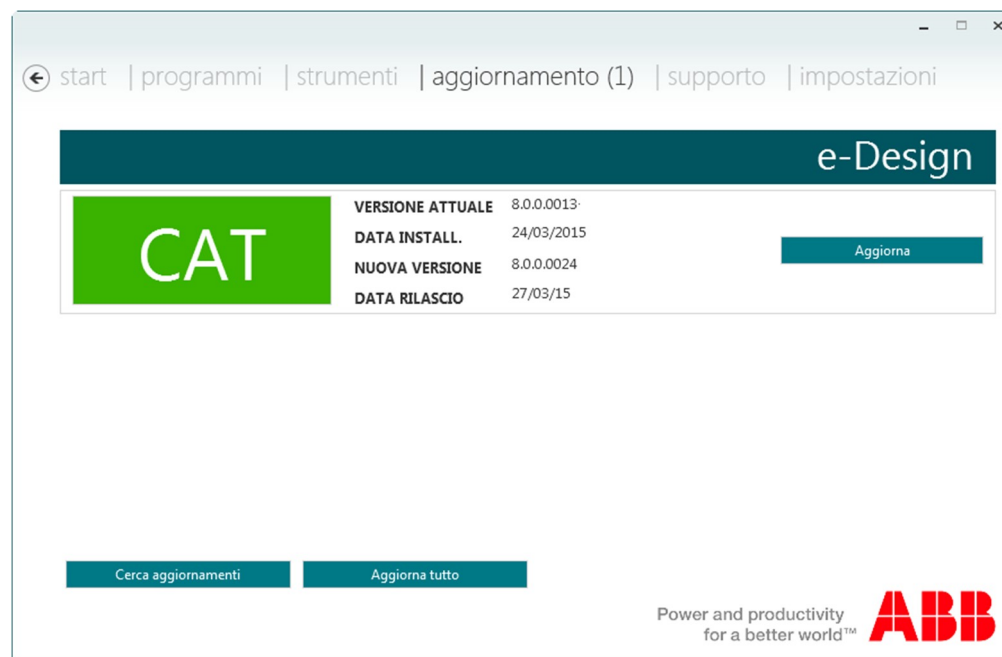 start | programmi | strumenti | aggiornamento (1) | supporto | impostazioni
e-Design
CAT
VERSIONE ATTUALE 8.0.0.0013
DATA INSTALL. 24/03/2015
NUOVA VERSIONE 8.0.0.0024
DATA RILASCIO 27/03/15
Aggiorna
Cerca aggiornamenti
Aggiorna tutto
Power and productivity
for a better world™
ABB